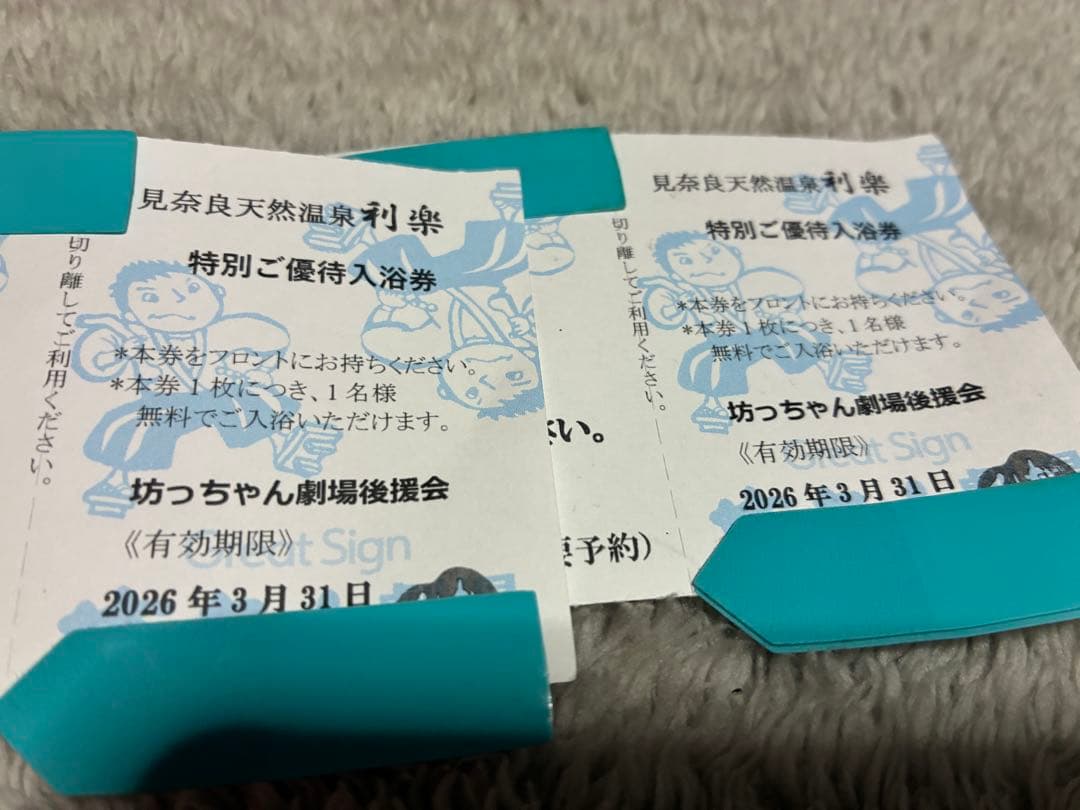 見奈良天然温泉利楽
特別ご優待入浴券
切り離してご利用ください。
*本券をフロントにお持ちください。
*本券1枚につき、1名様
無料でご入浴いただけます。
坊っちゃん劇場後援会
《有効期限》
Great Sign
2026年3月31日
さい。
要予約)
見奈良天然温泉利楽
特別ご優待入浴券
切り離してご利用ください。
*本券をフロントにお持ちください。
*本券1枚につき、1名様
無料でご入浴いただけます。
坊っちゃん劇場後援会
《有効期限》
Great Sign
2026年3月31日